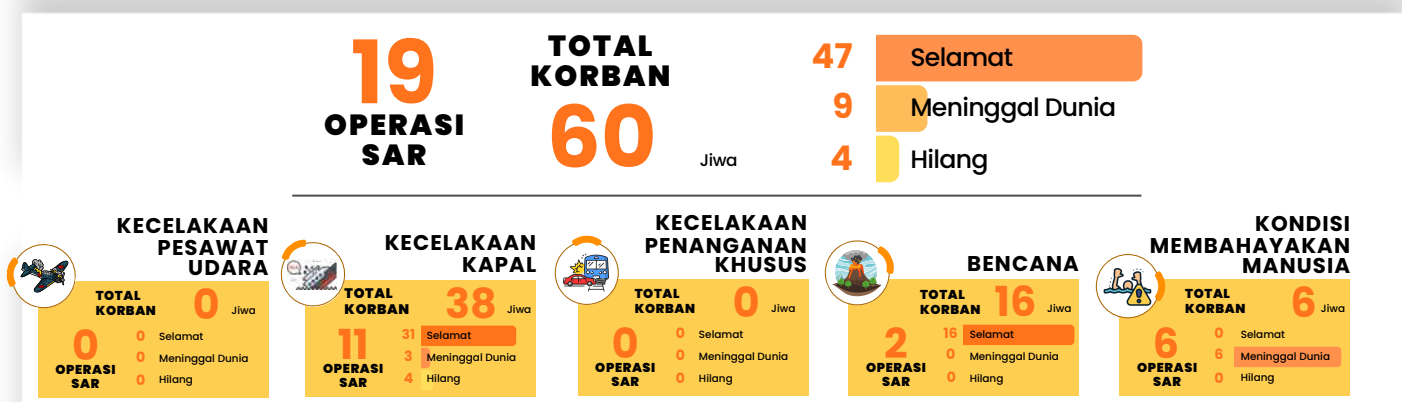 19
OPERASI
SAR
TOTAL
KORBAN
60
Jiwa
47 Selamat
9 Meninggal Dunia
4 Hilang
KECELAKAAN
PESAWAT
UDARA
TOTAL
KORBAN
0
Jiwa
0
OPERASI
SAR
0 Selamat
0 Meninggal Dunia
0 Hilang
KECELAKAAN
KAPAL
TOTAL
KORBAN
38
Jiwa
11
OPERASI
SAR
31 Selamat
3 Meninggal Dunia
4 Hilang
KECELAKAAN
PENANGANAN
KHUSUS
TOTAL
KORBAN
0
Jiwa
0
OPERASI
SAR
0 Selamat
0 Meninggal Dunia
0 Hilang
BENCANA
TOTAL
KORBAN
16
Jiwa
2
OPERASI
SAR
16 Selamat
0 Meninggal Dunia
0 Hilang
KONDISI
MEMBAHAYAKAN
MANUSIA
TOTAL
KORBAN
6
Jiwa
6
OPERASI
SAR
0 Selamat
6 Meninggal Dunia
0 Hilang